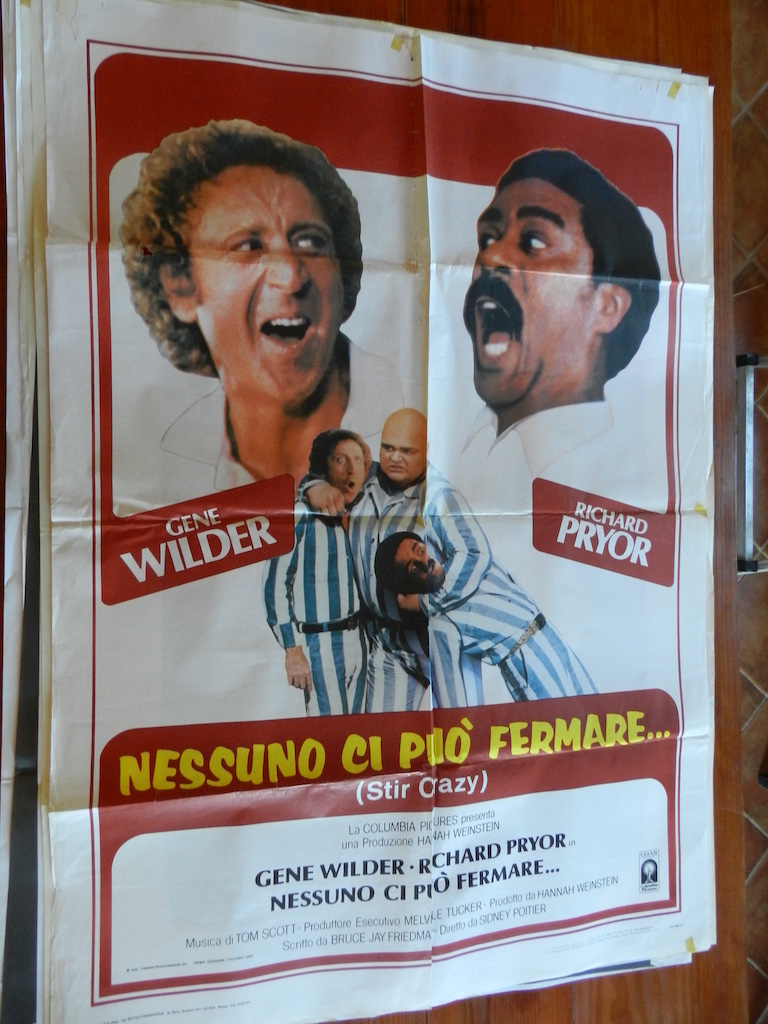 GENE
WILDER
RICHARD
PRYOR
NESSUNO CI PUÒ FERMARE...
(Stir Crazy)
La COLUMBIA PICTURES presenta
una Produzione HANNAH WEINSTEIN
GENE WILDER · RICHARD PRYOR in
NESSUNO CI PUÒ FERMARE...
Musica di TOM SCOTT · Produttore Esecutivo MELVILLE TUCKER · Prodotto da HANNAH WEINSTEIN
Scritto da BRUCE JAY FRIEDMAN · Diretto da SIDNEY POITIER